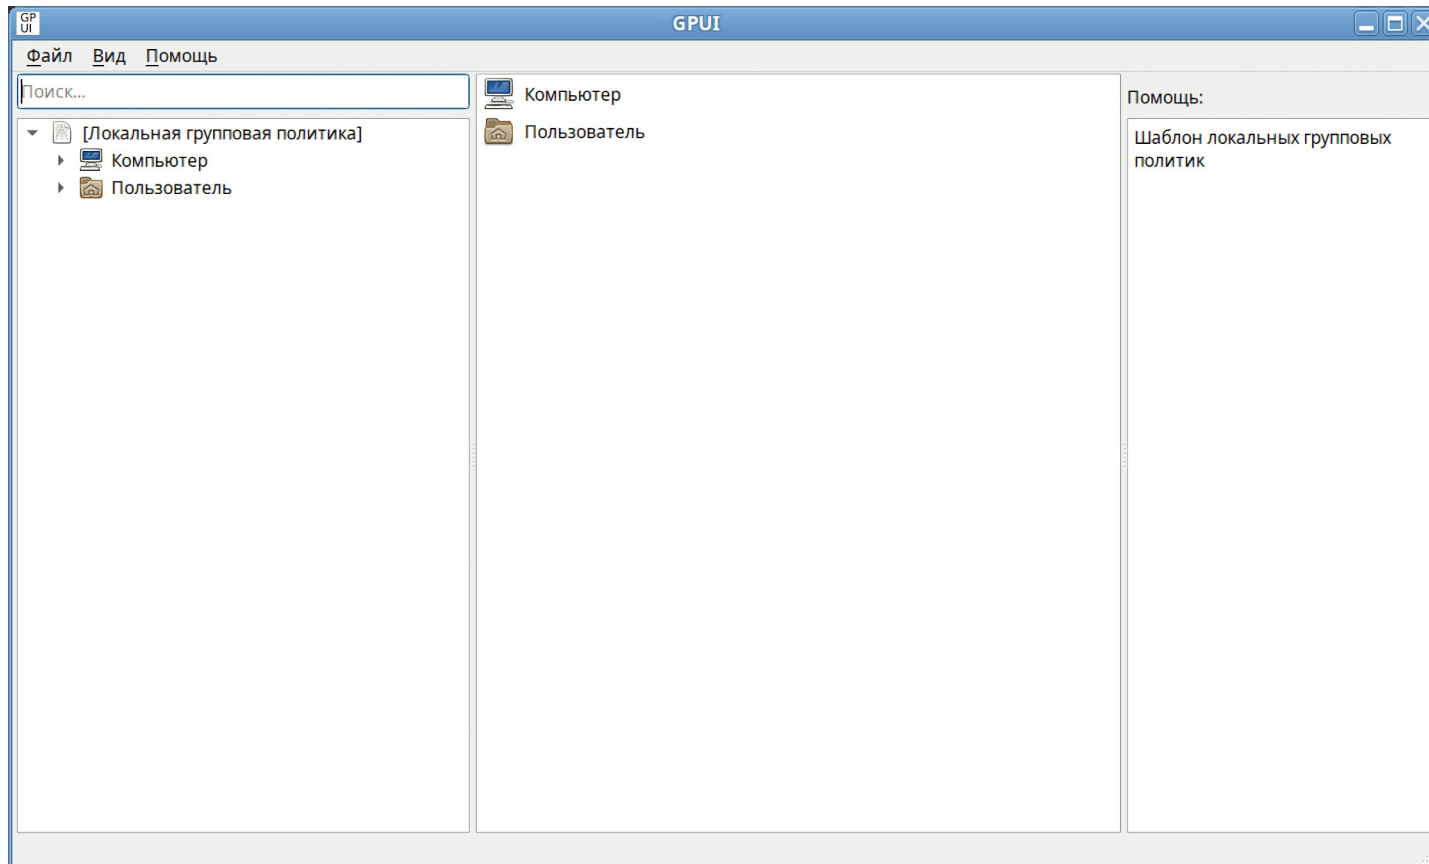 GP
UI
GPUI
Файл Вид Помощь
Поиск...
[Локальная групповая политика]
Компьютер
Пользователь
Компьютер
Пользователь
Помощь:
Шаблон локальных групповых
политик